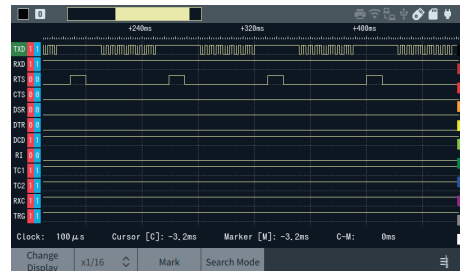 D
+240ms +320ms +400ms
TXD 1 1
RXD 1 1
RTS 0 0
CTS 0 0
DSR 0 0
DTR 0 0
DCD 1 1
RI 0 0
TC1 1 1
TC2 1 1
RXC 1 1
TRG 1 1
Clock: 100μs Cursor [C]: -3.2ms Marker [M]: -3.2ms C-M: 0ms
Change Display x1/16 Mark Search Mode